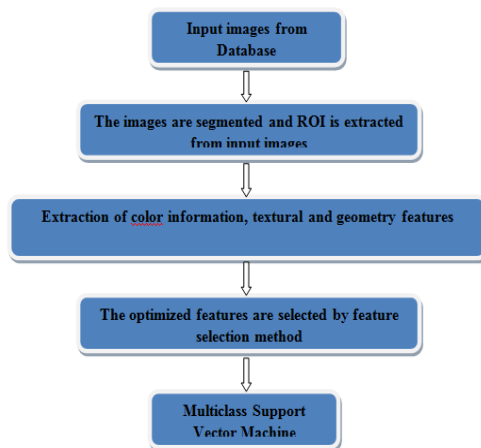 Input images from
Database
The images are segmented and ROI is extracted
from input images
Extraction of color information, textural and geometry features
The optimized features are selected by feature
selection method
Multiclass Support
Vector Machine